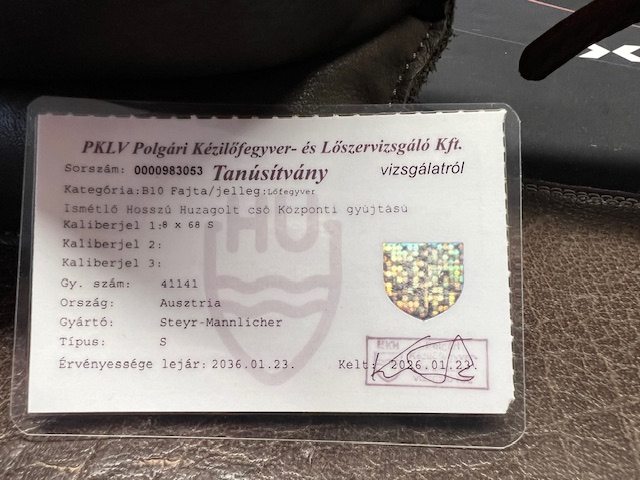 PKLV Polgári Kézilőfegyver- és Lőszervizsgáló Kft.
Sorszám: 0000983053 Tanúsítvány vizsgálatról
Kategória:B10 Fajta/jelleg:Lőfegyver
Ismétlő Hosszú Huzagolt cső Központi gyújtású
Kaliberjel 1:8 x 68 S
Kaliberjel 2:
Kaliberjel 3:
Gy. szám: 41141
Ország: Ausztria
Gyártó: Steyr-Mannlicher
Típus: S
Érvényessége lejár: 2036.01.23. Kelt: 2026.01.23.
HU